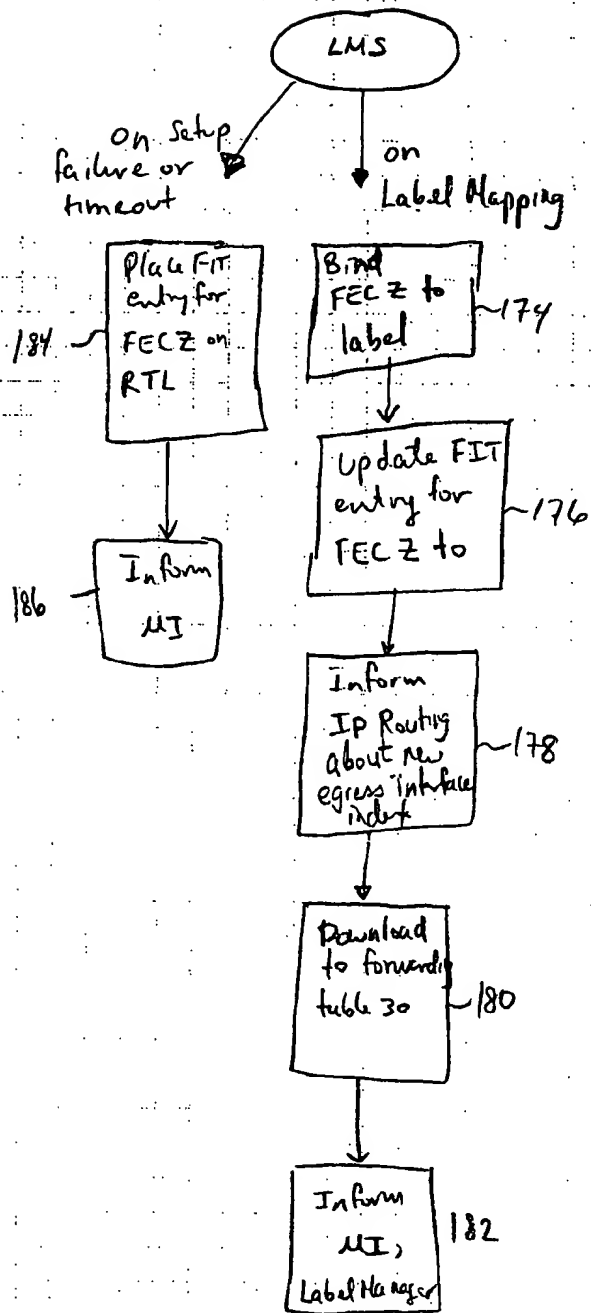 LMS
On Setup
failure or
timeout
on
Label Mapping
Place FIT
entry for
FEC Z on
RTL
184
Inform
MI
186
Bind
FEC Z to
label
174
Update FIT
entry for
FEC Z to
176
Inform
IP Routing
about new
egress interface
index
178
Download
to forwarding
table 30
180
Inform
MI,
Label Manager
182